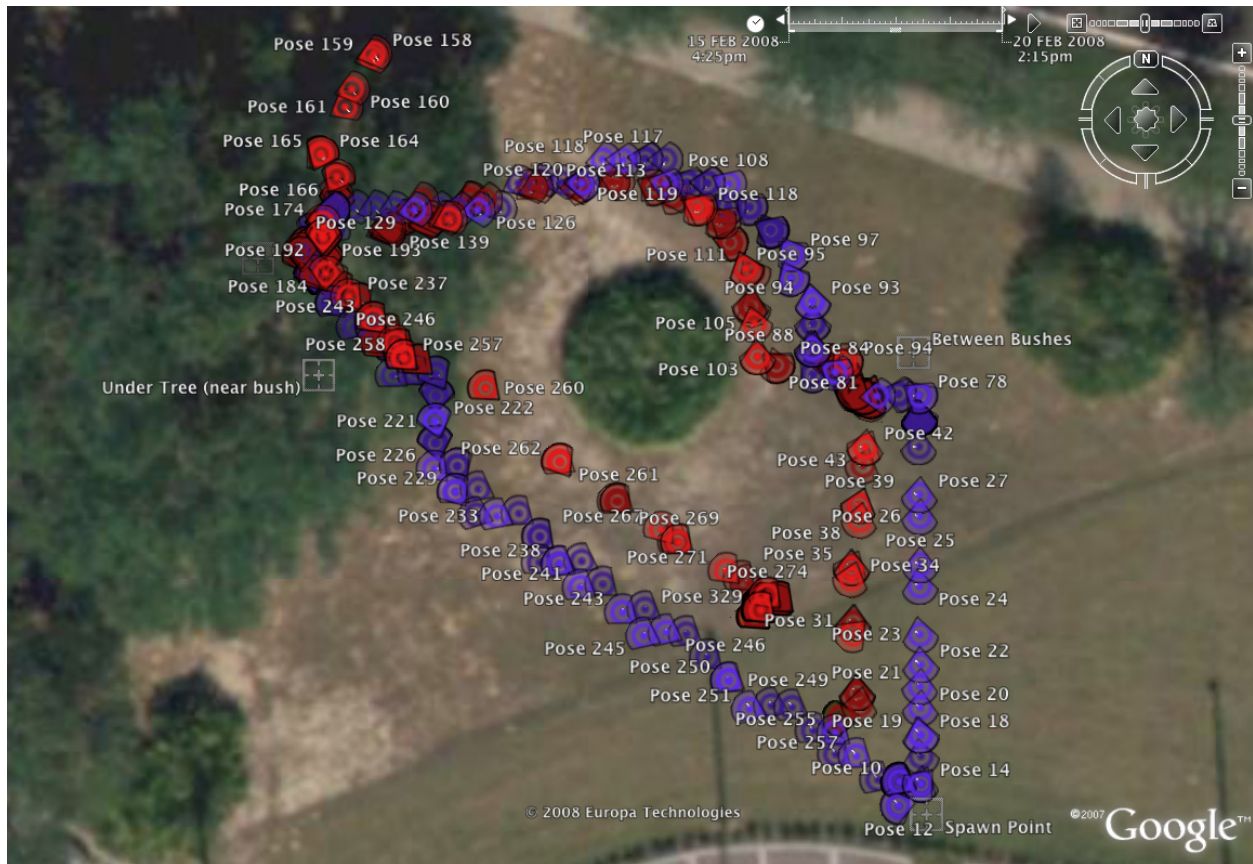 Pose 159
Pose 158
15 FEB 2008
4:25pm
20 FEB 2008
2:15pm
N
Pose 161
Pose 160
Pose 165
Pose 164
Pose 118
Pose 117
Pose 166
Pose 120
Pose 113
Pose 108
Pose 174
Pose 129
Pose 126
Pose 119
Pose 118
Pose 192
Pose 193
Pose 139
Pose 97
Pose 111
Pose 95
Pose 184
Pose 237
Pose 94
Pose 93
Pose 243
Pose 246
Pose 105
Pose 88
Pose 258
Pose 257
Pose 103
Pose 84
Pose 94
Between Bushes
Under Tree (near bush)
Pose 260
Pose 81
Pose 78
Pose 222
Pose 221
Pose 42
Pose 226
Pose 262
Pose 43
Pose 229
Pose 261
Pose 39
Pose 27
Pose 233
Pose 267
Pose 269
Pose 26
Pose 38
Pose 25
Pose 238
Pose 271
Pose 35
Pose 34
Pose 241
Pose 274
Pose 243
Pose 329
Pose 24
Pose 31
Pose 23
Pose 245
Pose 246
Pose 22
Pose 250
Pose 21
Pose 249
Pose 251
Pose 20
Pose 255
Pose 19
Pose 18
Pose 257
Pose 10
Pose 14
© 2008 Europa Technologies
Pose 12
Spawn Point
©2007 Google™